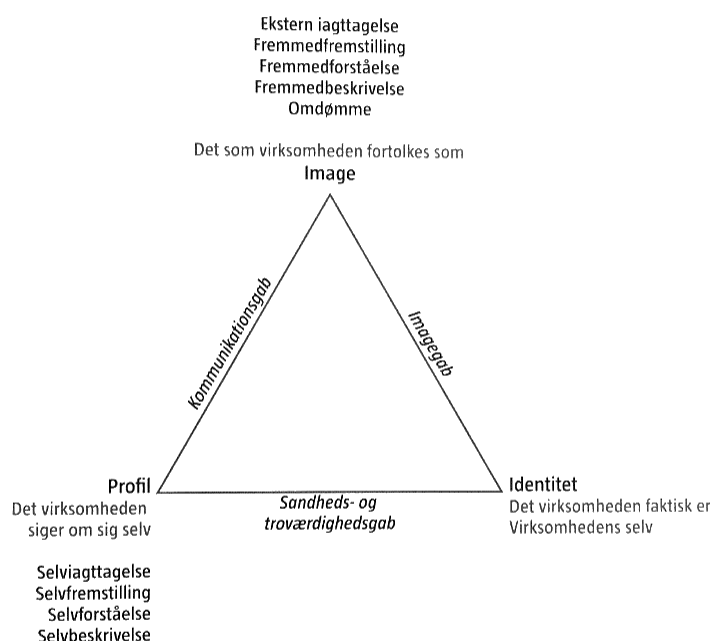 Ekstern iagttagelse
Fremmedfremstilling
Fremmedforståelse
Fremmedbeskrivelse
Omdømme
Det som virksomheden fortolkes som
Image
Kommunikationsgab
Imagegab
Profil
Det virksomheden
siger om sig selv
Sandheds- og
troværdighedsgab
Identitet
Det virksomheden faktisk er
Virksomhedens selv
Selviagttagelse
Selvfremstilling
Selvforståelse
Selvbeskrivelse